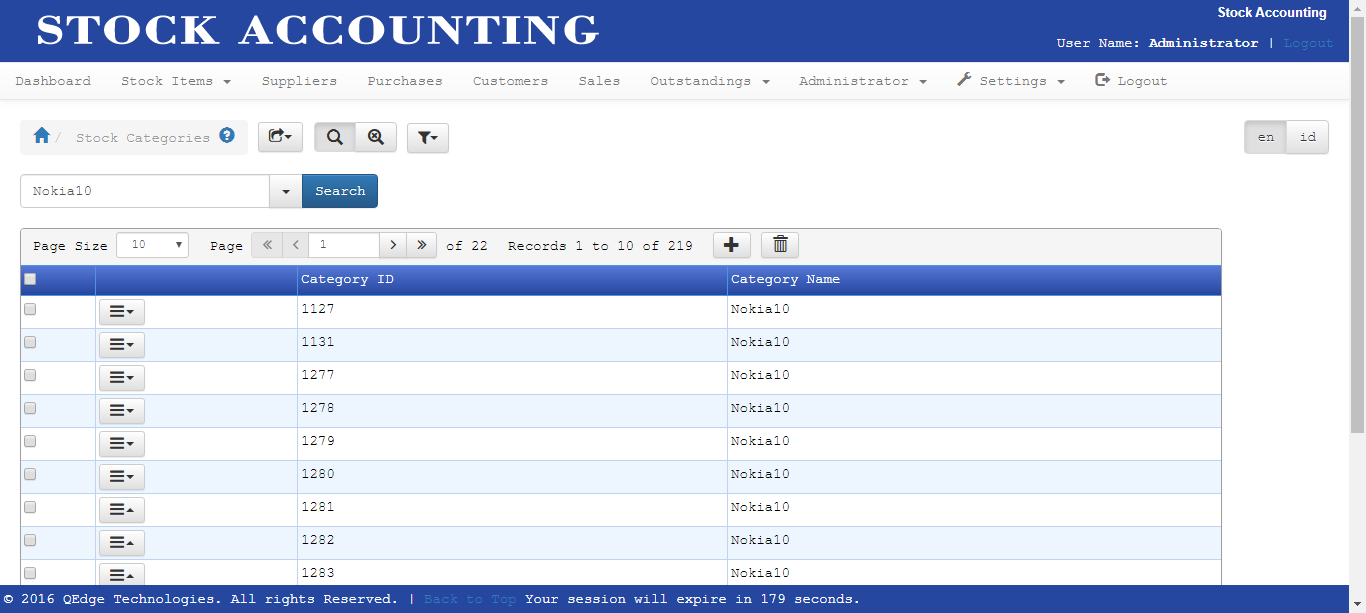 STOCK ACCOUNTING
Stock Accounting
User Name: Administrator | Logout
Dashboard Stock Items Suppliers Purchases Customers Sales Outstandings Administrator Settings Logout
/ Stock Categories ?
en id
Nokia10 Search
Page Size 10 Page 1 of 22 Records 1 to 10 of 219
Category ID Category Name
1127 Nokia10
1131 Nokia10
1277 Nokia10
1278 Nokia10
1279 Nokia10
1280 Nokia10
1281 Nokia10
1282 Nokia10
1283 Nokia10
© 2016 QEdge Technologies. All rights Reserved. | Back to Top Your session will expire in 179 seconds.